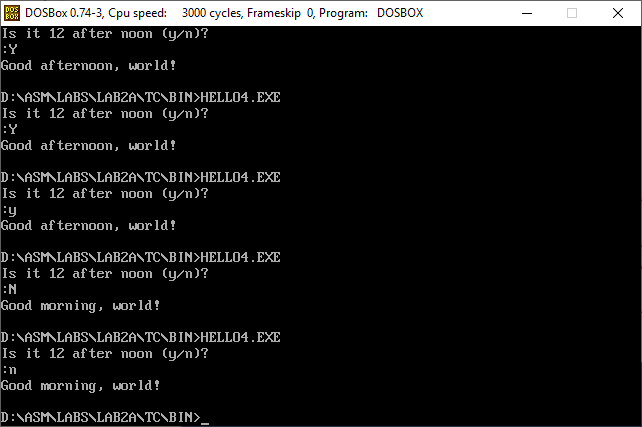 DOS
BOX
DOSBox 0.74-3, Cpu speed:    3000 cycles, Frameskip  0, Program:   DOSBOX
Is it 12 after noon (y/n)?
:Y
Good afternoon, world!
D:\ASM\LABS\LAB2A\TC\BIN>HELLO4.EXE
Is it 12 after noon (y/n)?
:Y
Good afternoon, world!
D:\ASM\LABS\LAB2A\TC\BIN>HELLO4.EXE
Is it 12 after noon (y/n)?
:y
Good afternoon, world!
D:\ASM\LABS\LAB2A\TC\BIN>HELLO4.EXE
Is it 12 after noon (y/n)?
:N
Good morning, world!
D:\ASM\LABS\LAB2A\TC\BIN>HELLO4.EXE
Is it 12 after noon (y/n)?
:n
Good morning, world!
D:\ASM\LABS\LAB2A\TC\BIN>_